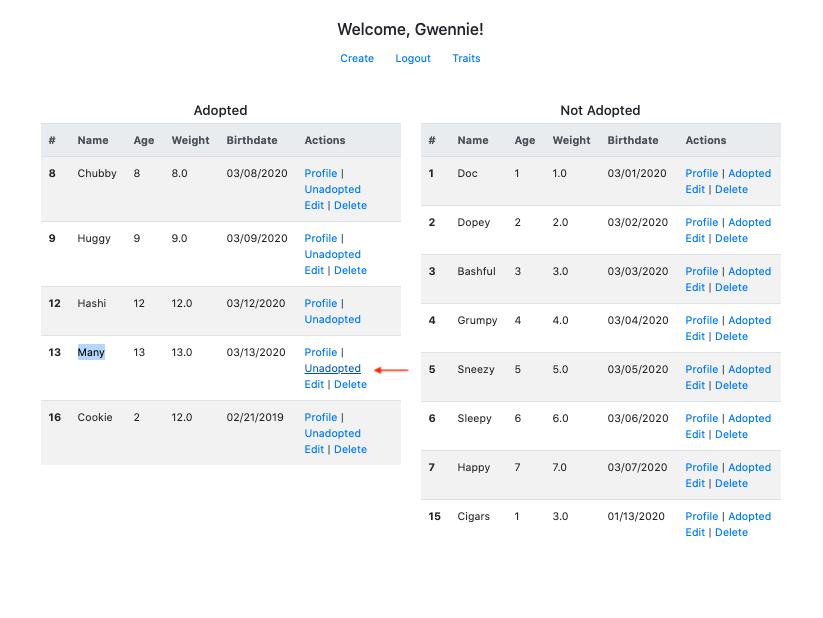 Welcome, Gwennie!
Create Logout Traits
Adopted
# Name Age Weight Birthdate Actions
8 Chubby 8 8.0 03/08/2020 Profile |
Unadopted
Edit | Delete
9 Huggy 9 9.0 03/09/2020 Profile |
Unadopted
Edit | Delete
12 Hashi 12 12.0 03/12/2020 Profile |
Unadopted
13 Many 13 13.0 03/13/2020 Profile |
Unadopted
Edit | Delete
16 Cookie 2 12.0 02/21/2019 Profile |
Unadopted
Edit | Delete
Not Adopted
# Name Age Weight Birthdate Actions
1 Doc 1 1.0 03/01/2020 Profile | Adopted
Edit | Delete
2 Dopey 2 2.0 03/02/2020 Profile | Adopted
Edit | Delete
3 Bashful 3 3.0 03/03/2020 Profile | Adopted
Edit | Delete
4 Grumpy 4 4.0 03/04/2020 Profile | Adopted
Edit | Delete
5 Sneezy 5 5.0 03/05/2020 Profile | Adopted
Edit | Delete
6 Sleepy 6 6.0 03/06/2020 Profile | Adopted
Edit | Delete
7 Happy 7 7.0 03/07/2020 Profile | Adopted
Edit | Delete
15 Cigars 1 3.0 01/13/2020 Profile | Adopted
Edit | Delete